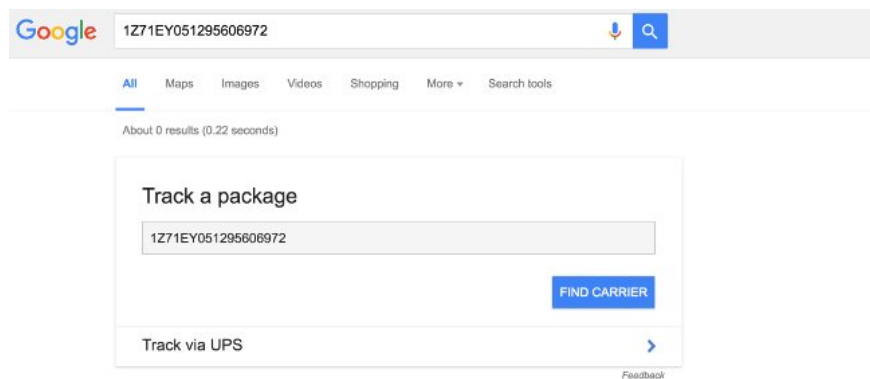 Google 1Z71EY051295606972
All Maps Images Videos Shopping More Search tools
About 0 results (0.22 seconds)
Track a package
1Z71EY051295606972
FIND CARRIER
Track via UPS
Feedback